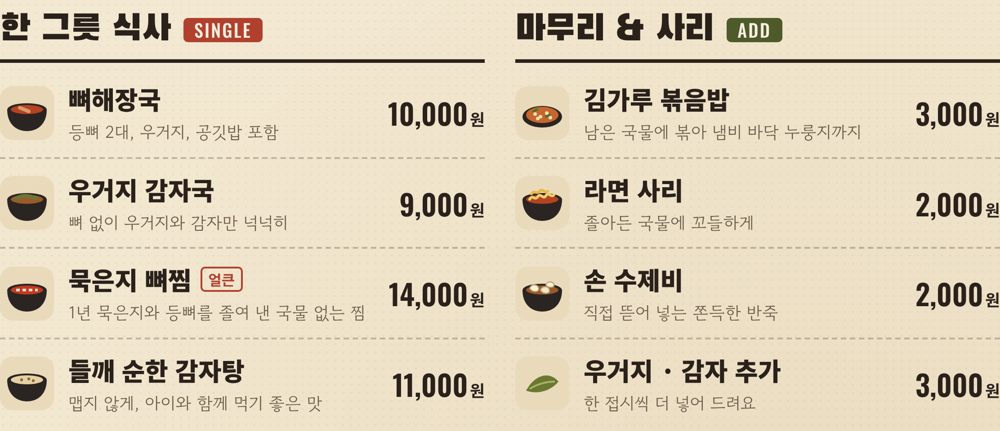 한 그릇 식사 SINGLE
뼈해장국
등뼈 2대, 우거지, 공깃밥 포함
10,000원
우거지 감자국
뼈 없이 우거지와 감자만 넉넉히
9,000원
묵은지 뼈찜 얼큰
1년 묵은지와 등뼈를 졸여 낸 국물 없는 찜
14,000원
들깨 순한 감자탕
맵지 않게, 아이와 함께 먹기 좋은 맛
11,000원
마무리 & 사리 ADD
김가루 볶음밥
남은 국물에 볶아 냄비 바닥 누룽지까지
3,000원
라면 사리
졸아든 국물에 꼬들하게
2,000원
손 수제비
직접 뜯어 넣는 쫀득한 반죽
2,000원
우거지 · 감자 추가
한 접시씩 더 넣어 드려요
3,000원